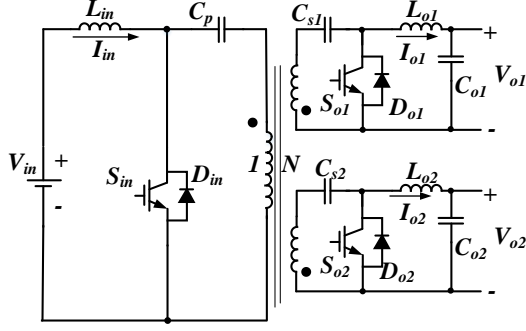 L_in
I_in
C_p
V_in
+
-
S_in
D_in
1
N
C_s1
L_o1
I_o1
S_o1
D_o1
C_o1
+
V_o1
-
C_s2
L_o2
I_o2
S_o2
D_o2
C_o2
+
V_o2
-